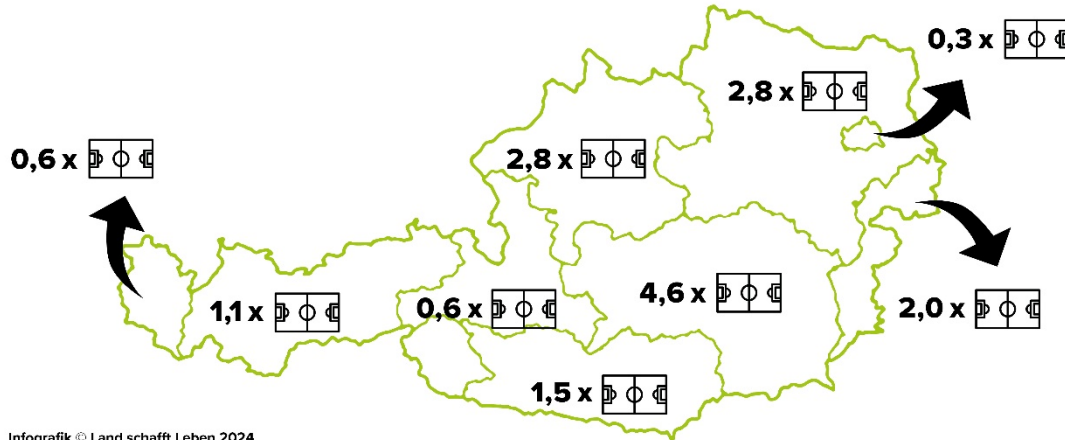 0,3 x
2,8 x
0,6 x
2,8 x
1,1 x
0,6 x
4,6 x
2,0 x
1,5 x
Infografik © Land schafft Leben 2024